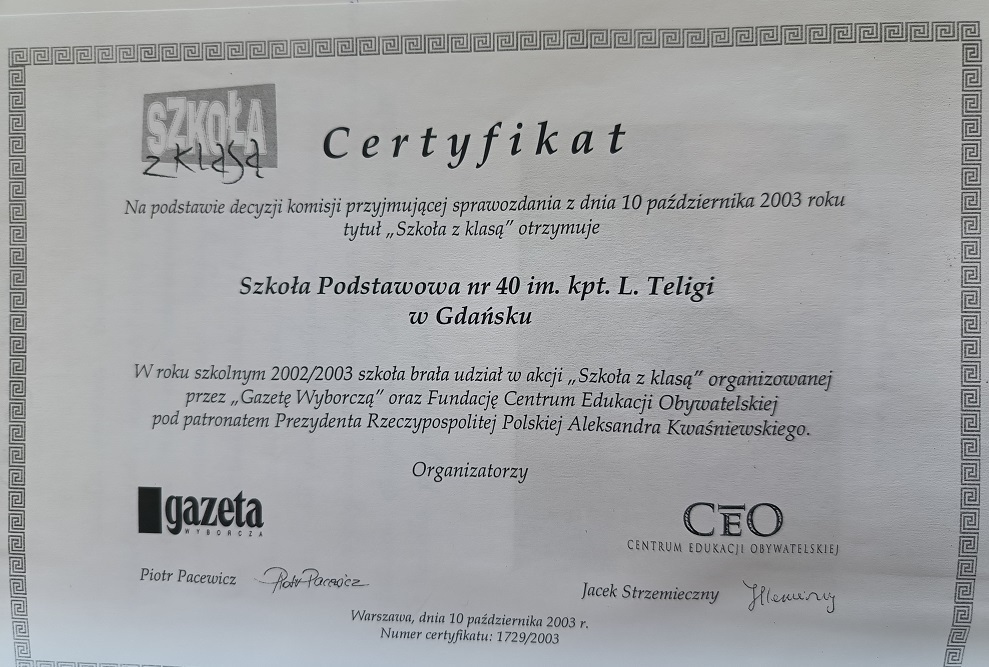 SZKOŁA
z klasą
Certyfikat
Na podstawie decyzji komisji przyjmującej sprawozdania z dnia 10 października 2003 roku
tytuł „Szkoła z klasą” otrzymuje
Szkoła Podstawowa nr 40 im. kpt. L. Teligi
w Gdańsku
W roku szkolnym 2002/2003 szkoła brała udział w akcji „Szkoła z klasą” organizowanej
przez „Gazetę Wyborczą” oraz Fundację Centrum Edukacji Obywatelskiej
pod patronatem Prezydenta Rzeczypospolitej Polskiej Aleksandra Kwaśniewskiego.
Organizatorzy
gazeta
WYBORCZA
CEO
CENTRUM EDUKACJI OBYWATELSKIEJ
Piotr Pacewicz Piotr Pacewicz
Jacek Strzemieczny
Warszawa, dnia 10 października 2003 r.
Numer certyfikatu: 1729/2003